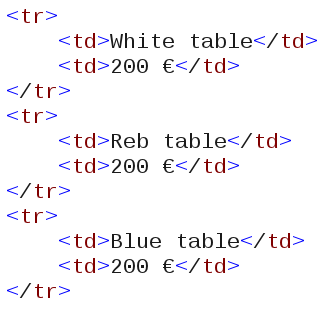 <tr>
    <td>White table</td>
    <td>200 €</td>
</tr>
<tr>
    <td>Reb table</td>
    <td>200 €</td>
</tr>
<tr>
    <td>Blue table</td>
    <td>200 €</td>
</tr>